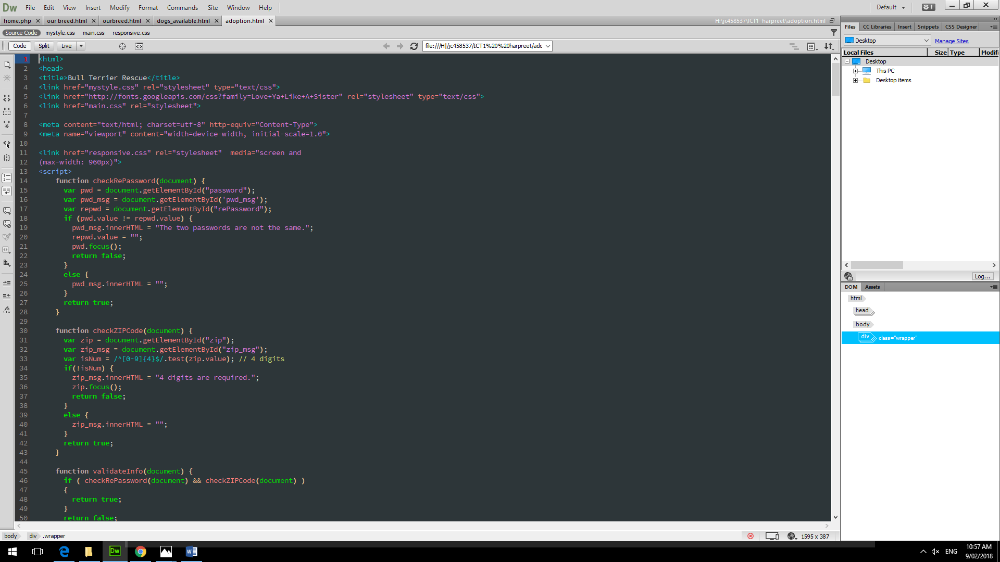 Dw File Edit View Insert Modify Format Commands Site Window Help Default
home.php our breed.html ourbreed.html dogs_available.html adoption.html H:\jc458537\ICT1 harpreet\adoption.html
Source Code mystyle.css main.css responsive.css
Code Split Live file:///H|/jc458537/ICT1%20%20harpreet/adc
1 <html>
2 <head>
3 <title>Bull Terrier Rescue</title>
4 <link href="mystyle.css" rel="stylesheet" type="text/css">
5 <link href="http://fonts.googleapis.com/css?family=Love+Ya+Like+A+Sister" rel="stylesheet" type="text/css">
6 <link href="main.css" rel="stylesheet">
7
8 <meta content="text/html; charset=utf-8" http-equiv="Content-Type">
9 <meta name="viewport" content="width=device-width, initial-scale=1.0">
10
11 <link href="responsive.css" rel="stylesheet"  media="screen and
12 (max-width: 960px)">
13 <script>
14     function checkRePassword(document) {
15       var pwd = document.getElementById("password");
16       var pwd_msg = document.getElementById('pwd_msg');
17       var repwd = document.getElementById("rePassword");
18       if (pwd.value != repwd.value) {
19         pwd_msg.innerHTML = "The two passwords are not the same.";
20         repwd.value = "";
21         pwd.focus();
22         return false;
23       }
24       else {
25         pwd_msg.innerHTML = "";
26       }
27       return true;
28     }
29
30     function checkZIPCode(document) {
31       var zip = document.getElementById("zip");
32       var zip_msg = document.getElementById("zip_msg");
33       var isNum = /^[0-9]{4}$/.test(zip.value); // 4 digits
34       if(!isNum) {
35         zip_msg.innerHTML = "4 digits are required.";
36         zip.focus();
37         return false;
38       }
39       else {
40         zip_msg.innerHTML = "";
41       }
42       return true;
43     }
44
45     function validateInfo(document) {
46       if ( checkRePassword(document) && checkZIPCode(document) )
47       {
48         return true;
49       }
50       return false;
body div .wrapper 1595 x 387
Files CC Libraries Insert Snippets CSS Designer
Desktop Manage Sites
Local Files Size Type Modifi
Desktop
This PC
Desktop items
Log...
DOM Assets
html
head
body
div class="wrapper"
Dw ENG 10:57 AM
9/02/2018